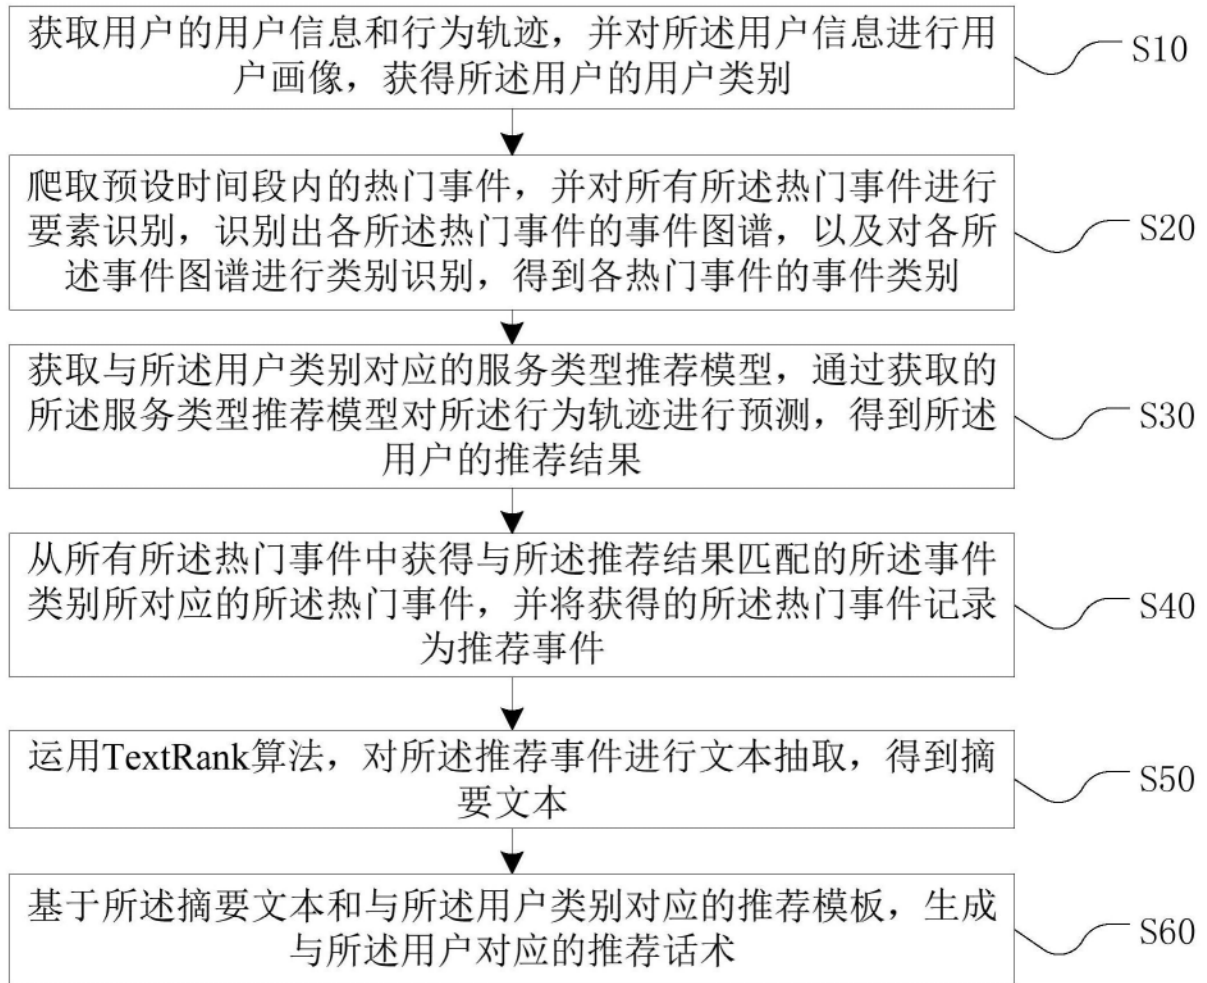 获取用户的用户信息和行为轨迹，并对所述用户信息进行用
户画像，获得所述用户的用户类别
S10
爬取预设时间段内的热门事件，并对所有所述热门事件进行
要素识别，识别出各所述热门事件的事件图谱，以及对各所
述事件图谱进行类别识别，得到各热门事件的事件类别
S20
获取与所述用户类别对应的服务类型推荐模型，通过获取的
所述服务类型推荐模型对所述行为轨迹进行预测，得到所述
用户的推荐结果
S30
从所有所述热门事件中获得与所述推荐结果匹配的所述事件
类别所对应的所述热门事件，并将获得的所述热门事件记录
为推荐事件
S40
运用TextRank算法，对所述推荐事件进行文本抽取，得到摘
要文本
S50
基于所述摘要文本和与所述用户类别对应的推荐模板，生成
与所述用户对应的推荐话术
S60